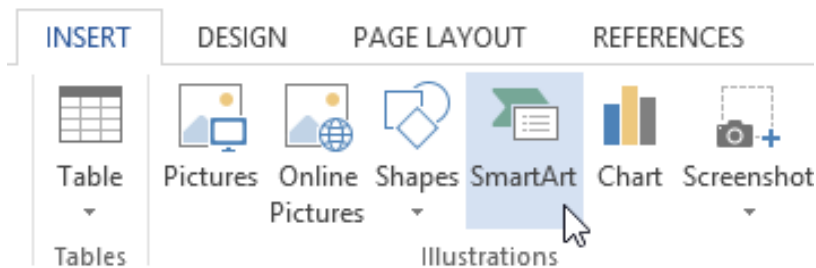 INSERT DESIGN PAGE LAYOUT REFERENCES
Table Pictures Online Shapes SmartArt Chart Screenshot
Pictures
Tables Illustrations